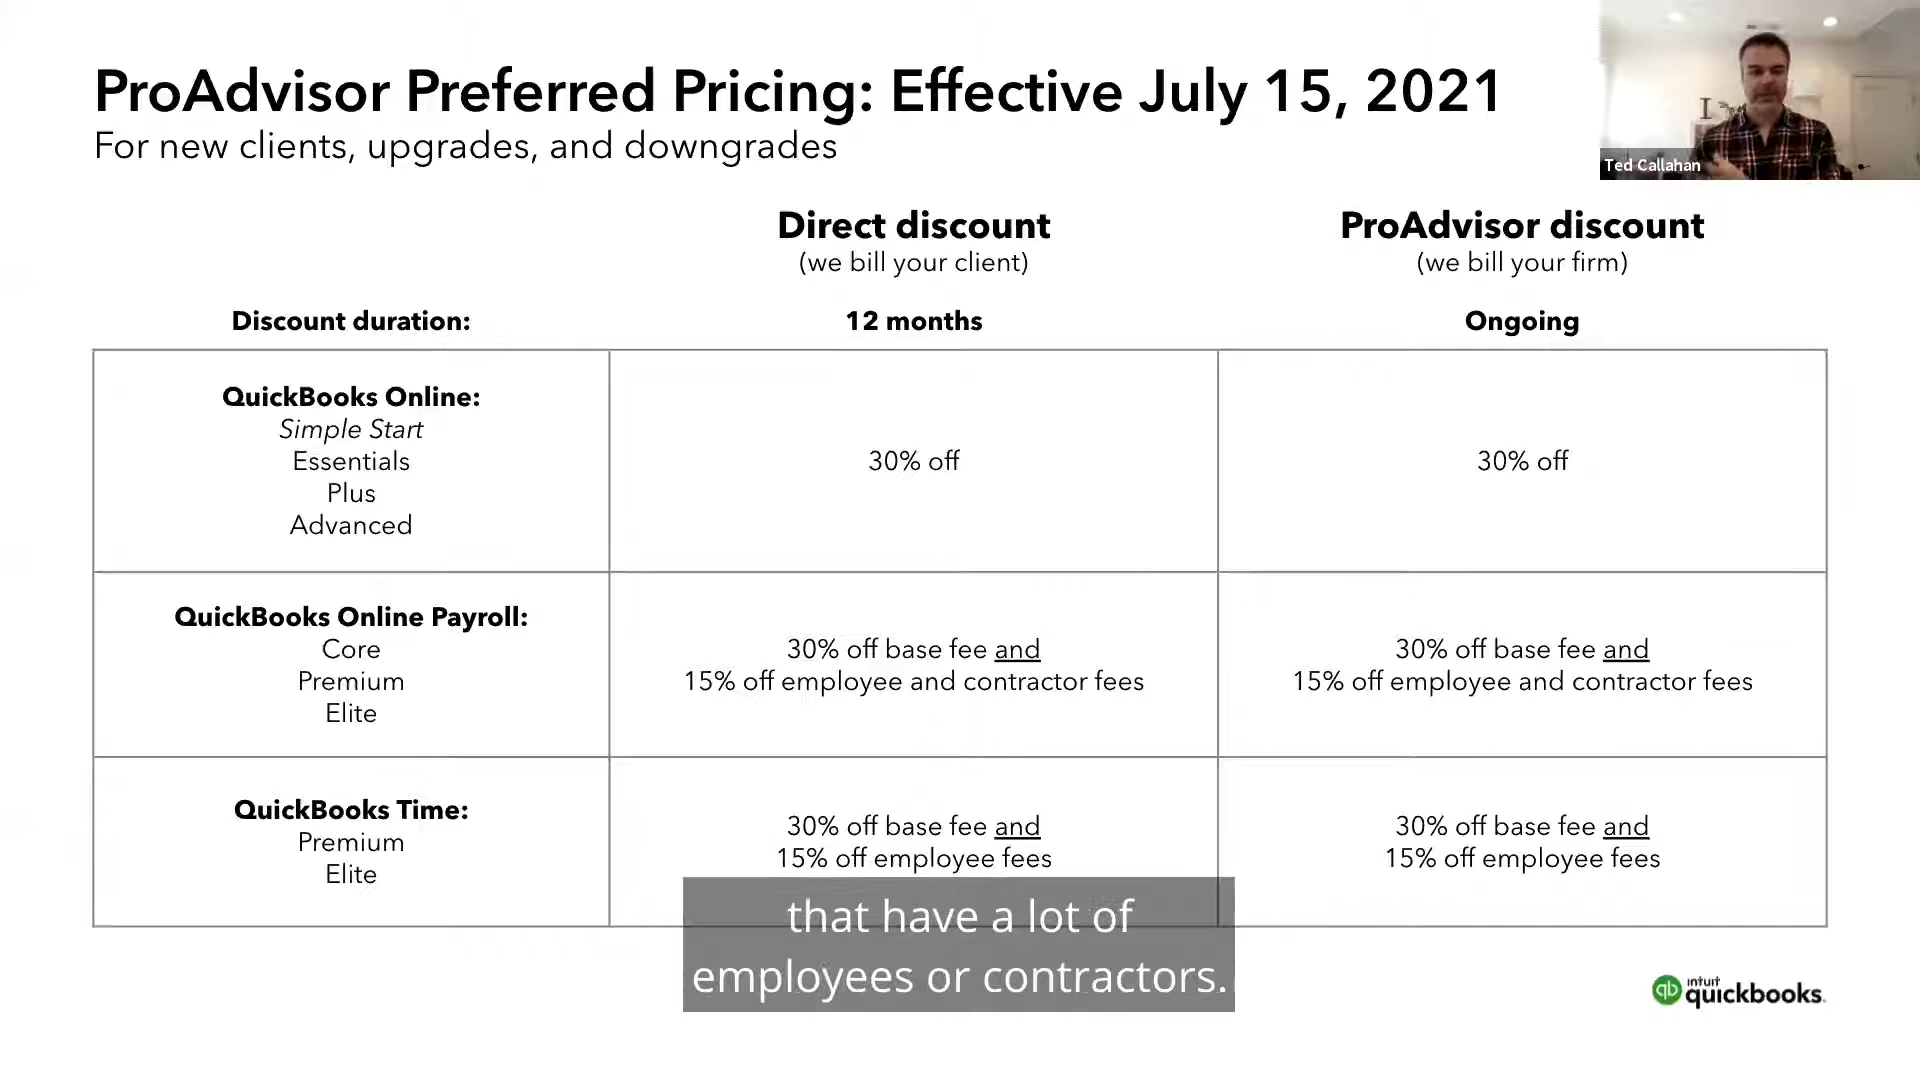 ProAdvisor Preferred Pricing: Effective July 15, 2021
For new clients, upgrades, and downgrades
Ted Callahan
Direct discount
(we bill your client)
ProAdvisor discount
(we bill your firm)
Discount duration:
12 months
Ongoing
QuickBooks Online:
Simple Start
Essentials
Plus
Advanced
30% off
30% off
QuickBooks Online Payroll:
Core
Premium
Elite
30% off base fee and
15% off employee and contractor fees
30% off base fee and
15% off employee and contractor fees
QuickBooks Time:
Premium
Elite
30% off base fee and
15% off employee fees
30% off base fee and
15% off employee fees
that have a lot of
employees or contractors.
qb
intuit
quickbooks.